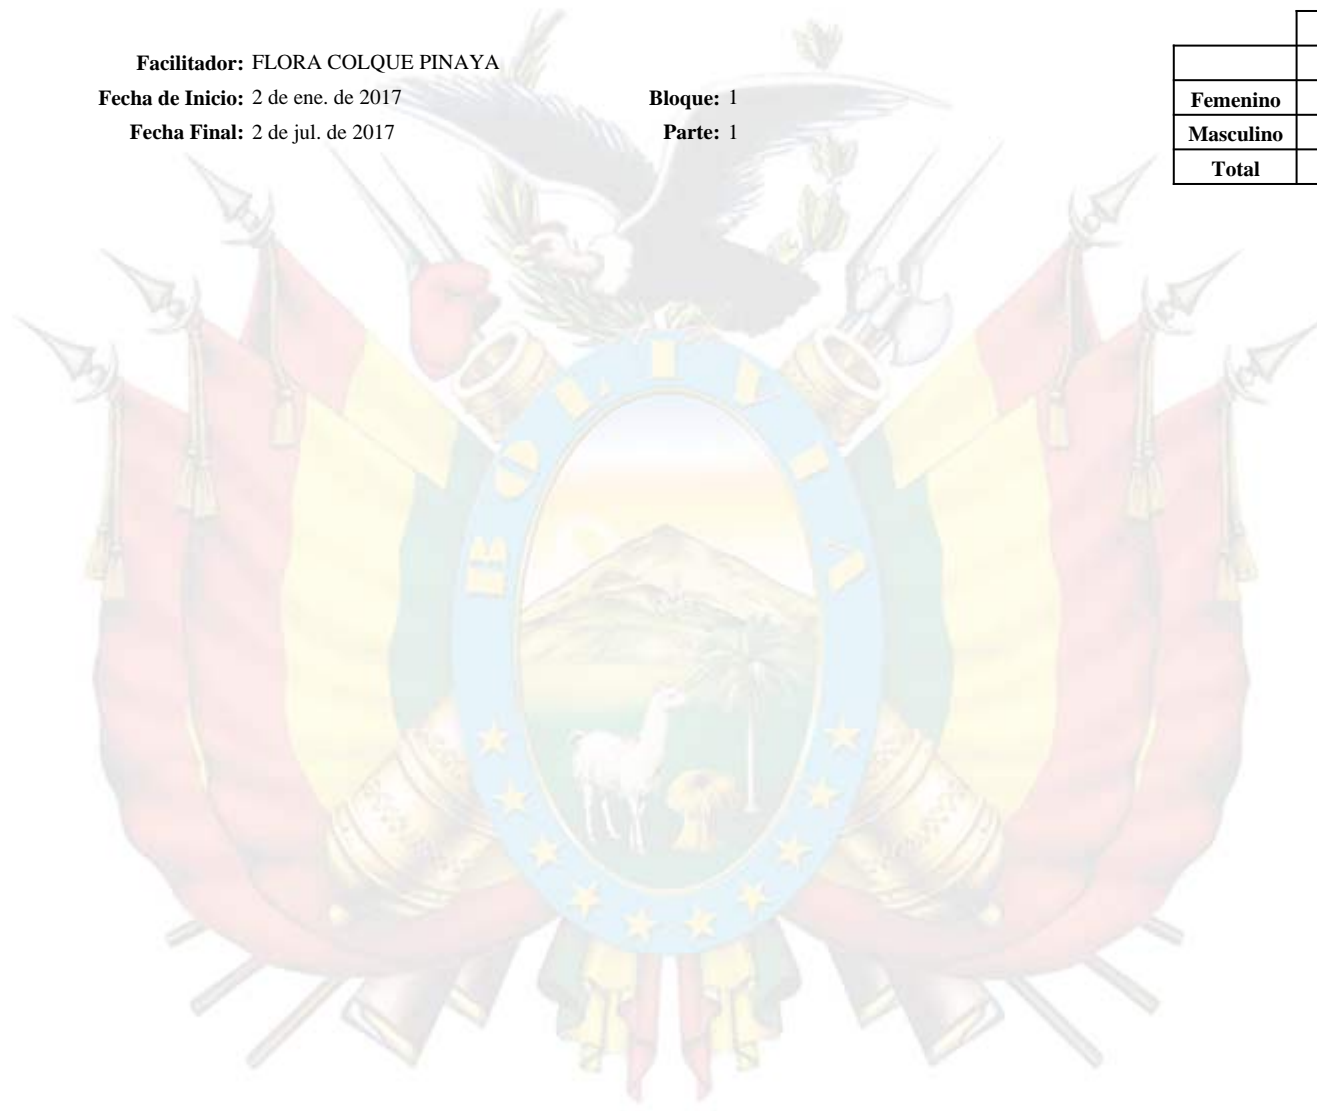 Facilitador: FLORA COLQUE PINAYA
Fecha de Inicio: 2 de ene. de 2017 Bloque: 1
Fecha Final: 2 de jul. de 2017 Parte: 1
Femenino
Masculino
Total
BOLIVIA